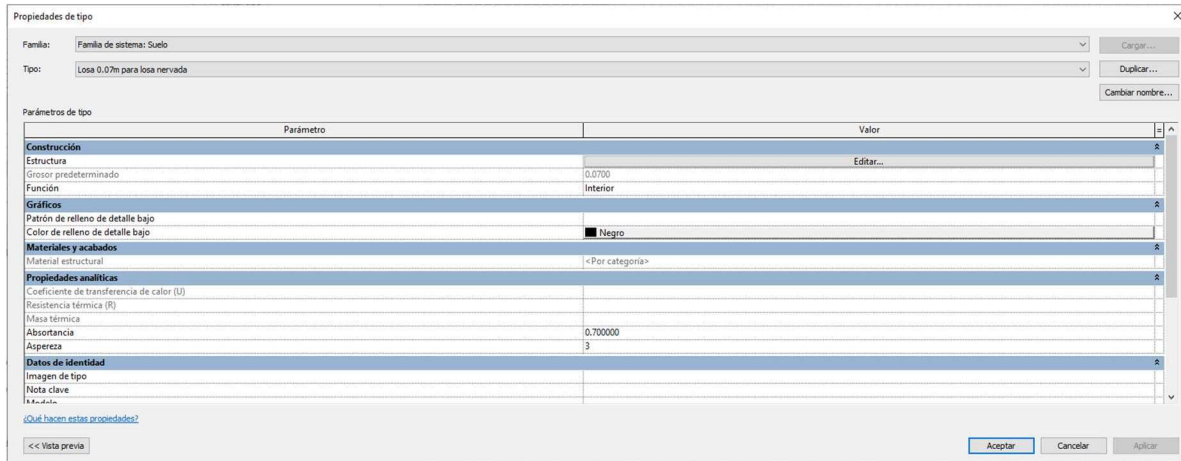 Propiedades de tipo
Familia: Familia de sistema: Suelo Cargar...
Tipo: Losa 0.07m para losa nervada Duplicar...
Cambiar nombre...
Parámetros de tipo
Parámetro Valor =
Construcción
Estructura Editar...
Grosor predeterminado 0.0700
Función Interior
Gráficos
Patrón de relleno de detalle bajo
Color de relleno de detalle bajo Negro
Materiales y acabados
Material estructural <Por categoría>
Propiedades analíticas
Coeficiente de transferencia de calor (U)
Resistencia térmica (R)
Masa térmica
Absortancia 0.700000
Aspereza 3
Datos de identidad
Imagen de tipo
Nota clave
Modelo
¿Qué hacen estas propiedades?
<< Vista previa Aceptar Cancelar Aplicar